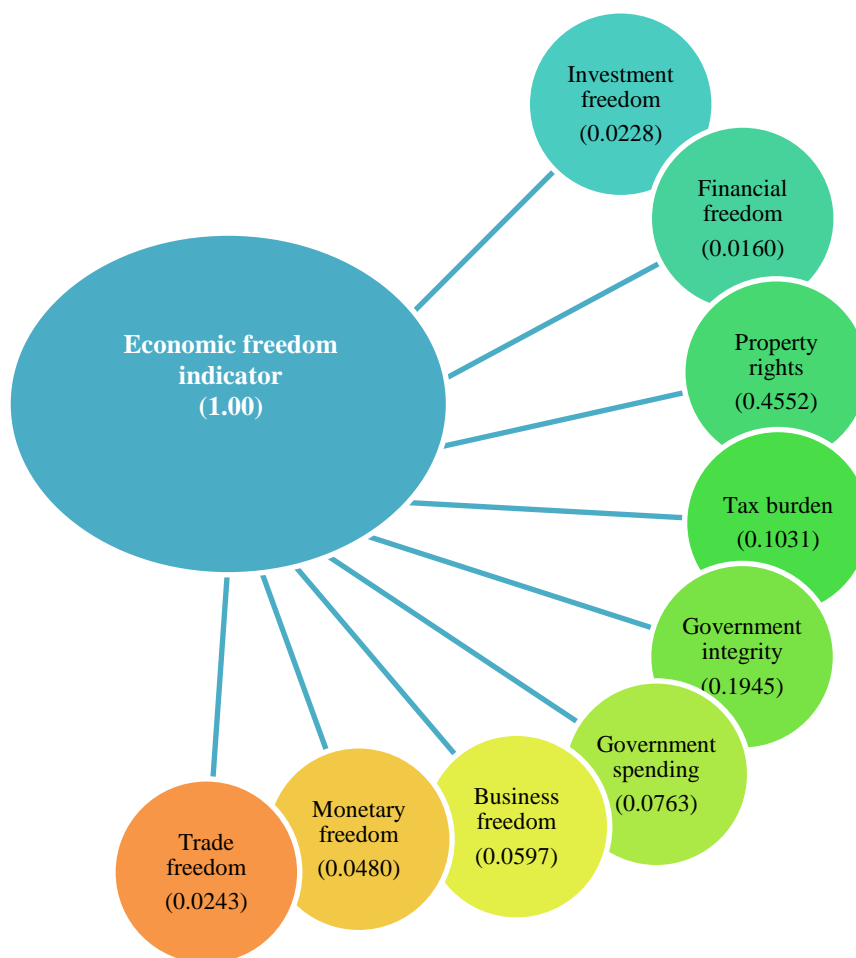 Investment
freedom
(0.0228)
Financial
freedom
(0.0160)
Economic freedom
indicator
(1.00)
Property
rights
(0.4552)
Tax burden
(0.1031)
Government
integrity
(0.1945)
Government
spending
(0.0763)
Business
freedom
(0.0597)
Monetary
freedom
(0.0480)
Trade
freedom
(0.0243)